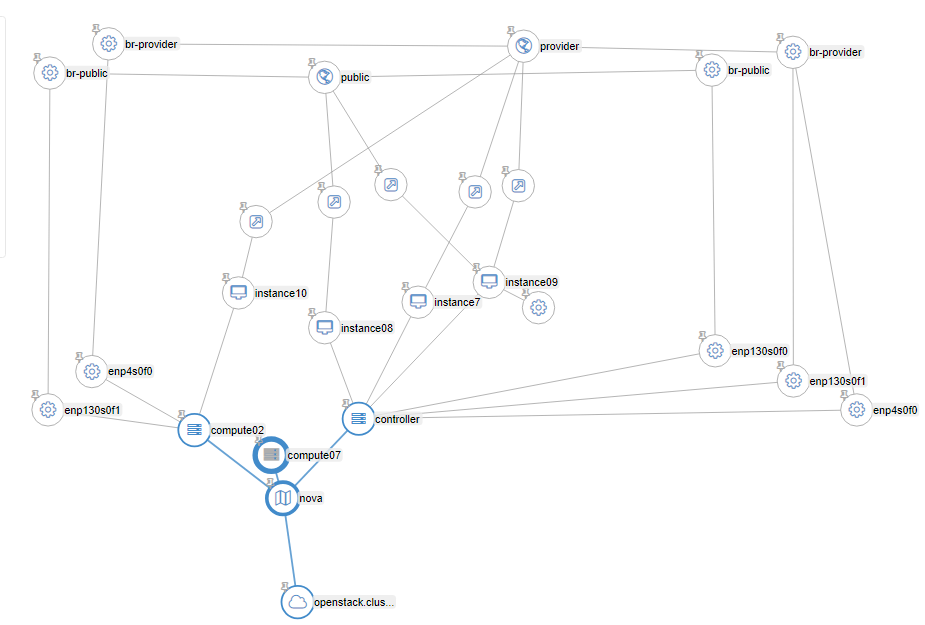 br-provider
provider
br-provider
br-public
public
br-public
instance10
instance09
instance7
instance08
enp4s0f0
enp130s0f0
enp130s0f1
enp130s0f1
enp4s0f0
compute02
controller
compute07
nova
openstack.clus...